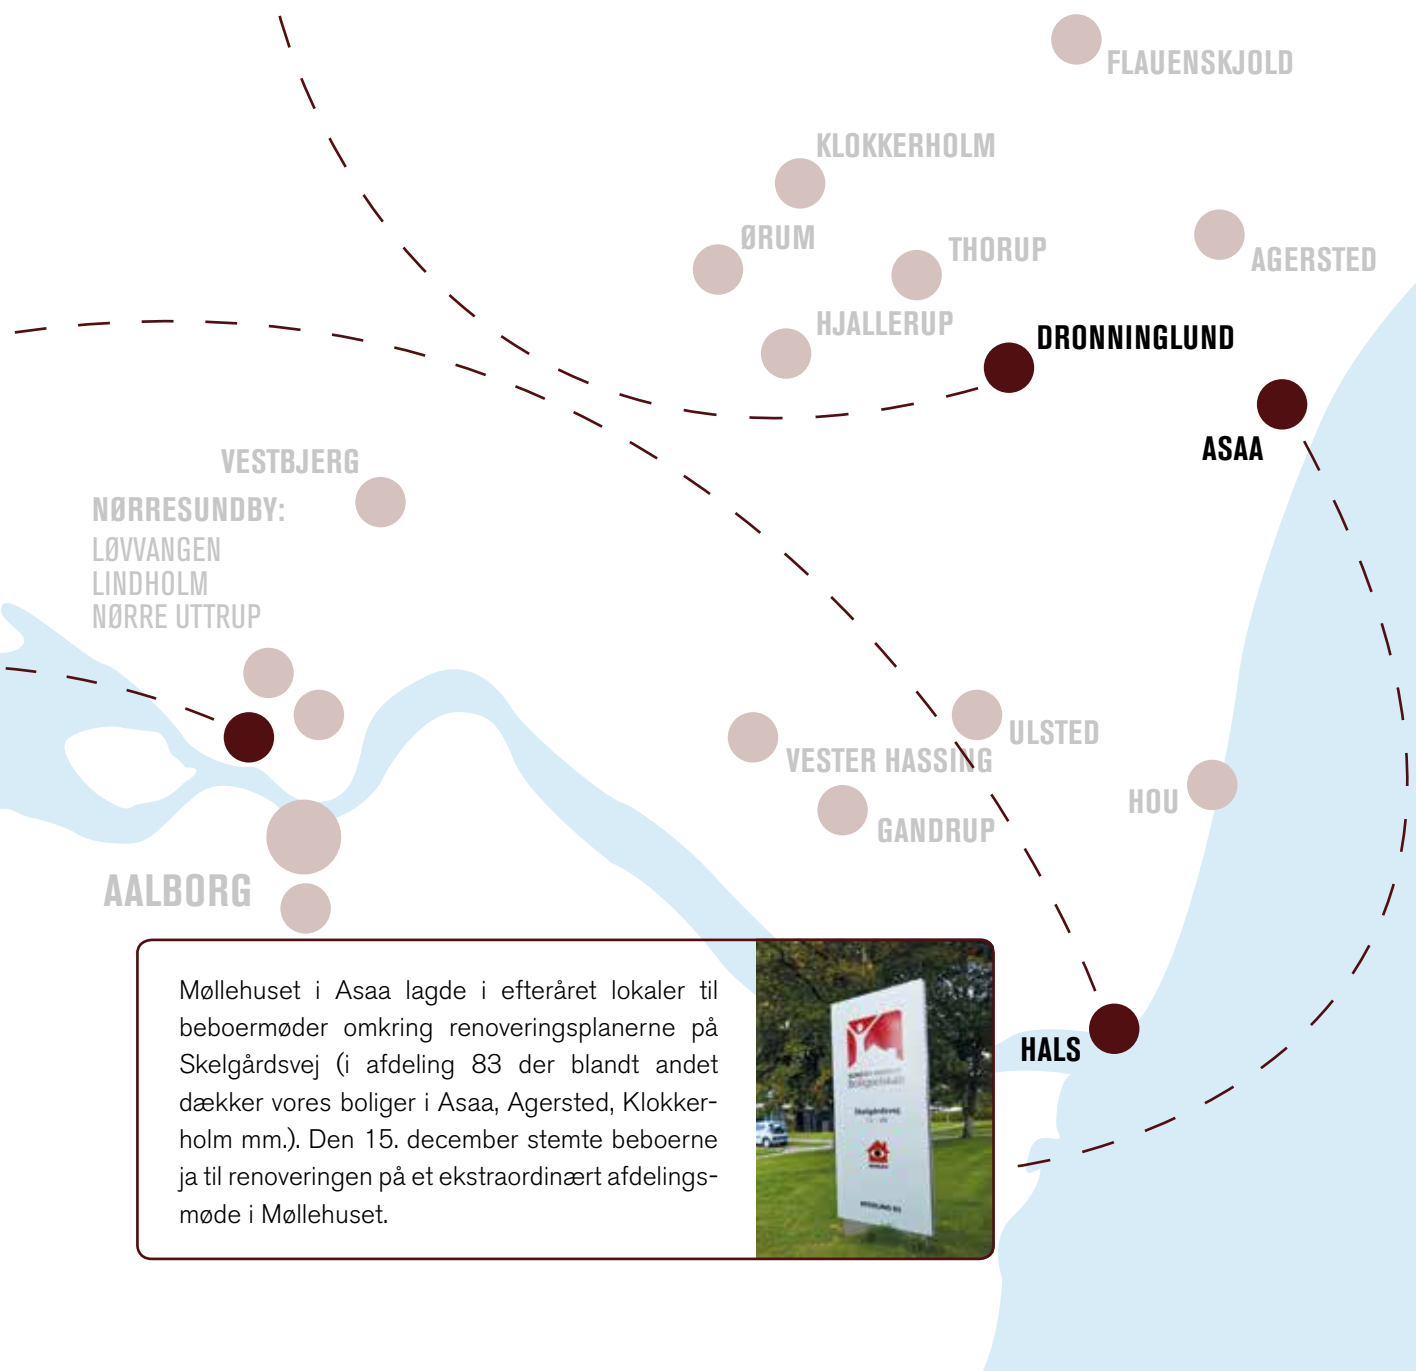 FLAUENSKJOLD
KLOKKERHOLM
ØRUM
THORUP
AGERSTED
HJALLERUP
DRONNINGLUND
ASAA
VESTBJERG
NØRRESUNDBY:
LØVVANGEN
LINDHOLM
NØRRE UTTRUP
ULSTED
VESTER HASSING
HOU
GANDRUP
AALBORG
HALS
Møllehuset i Asaa lagde i efteråret lokaler til
beboermøder omkring renoveringsplanerne på
Skelgårdsvej (i afdeling 83 der blandt andet
dækker vores boliger i Asaa, Agersted, Klokker-
holm mm.). Den 15. december stemte beboerne
ja til renoveringen på et ekstraordinært afdelings-
møde i Møllehuset.
Boligselskab
Skelgårdsvej